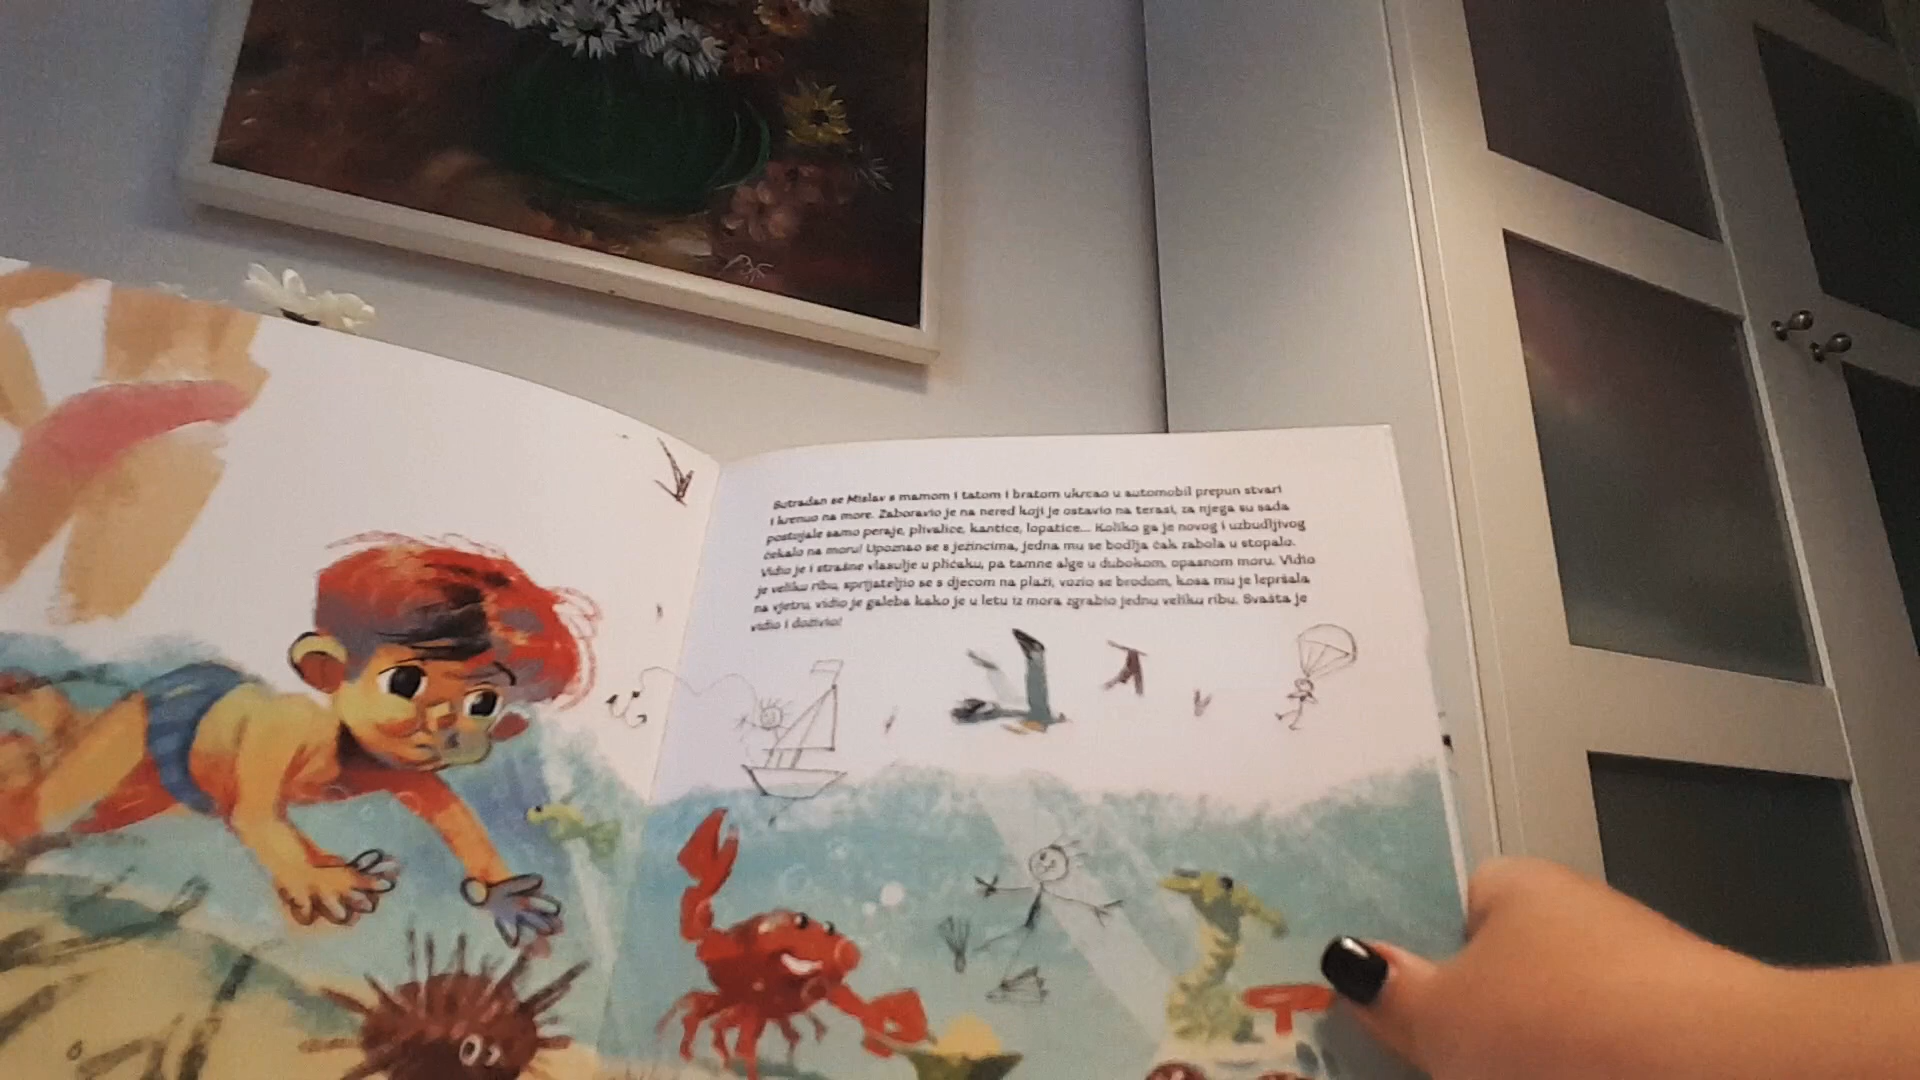 Sutradan se Mislav s mamom i tatom i bratom ukrcao u automobil prepun stvari
i krenuo na more. Zaboravio je na nered koji je ostavio na terasi, za njega su sada
postojale samo peraje, plivalice, kantice, lopatice... Koliko ga je novog i uzbudljivog
čekalo na moru! Upoznao se s ježincima, jedna mu se bodlja čak zabola u stopalo.
Vidio je i strašne vlasulje u plićaku, pa tamne alge u dubokom, opasnom moru. Vidio
je veliku ribu, sprijateljio se s djecom na plaži, vozio se brodom, kosa mu je lepršala
na vjetru, vidio je galeba kako je u letu iz mora zgrabio jednu veliku ribu. Svašta je
vidio i doživio!